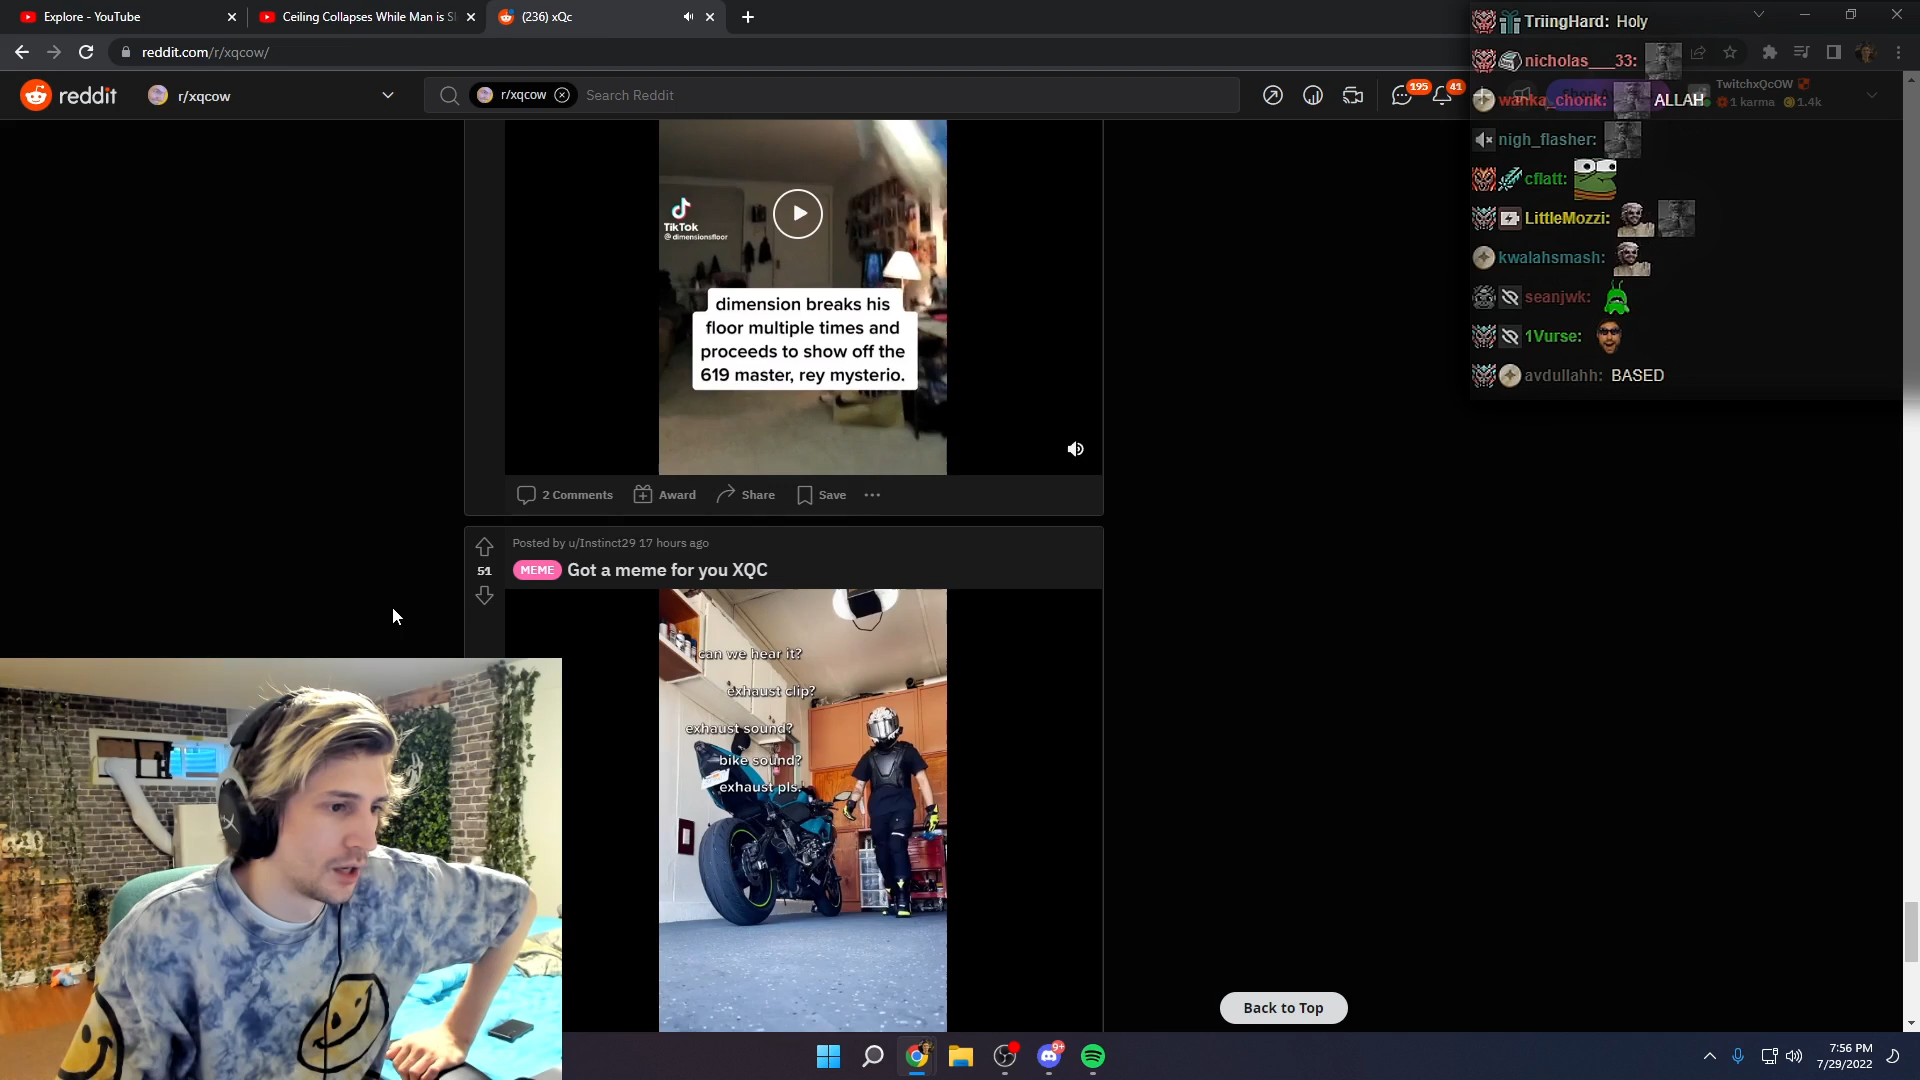 Explore - YouTube
Ceiling Collapses While Man is Sl
(236) xQc
reddit.com/r/xqcow/
reddit
r/xqcow
r/xqcow
Search Reddit
195
41
TwitchxQcOW
1 karma
1.4k
TriingHard: Holy
nicholas___33:
wanka_chonk: ALLAH
nigh_flasher:
cflatt:
LittleMozzi:
kwalahsmash:
seanjwk:
1Vurse:
avdullahh: BASED
TikTok
@dimensionsfloor
dimension breaks his
floor multiple times and
proceeds to show off the
619 master, rey mysterio.
2 Comments
Award
Share
Save
51
Posted by u/Instinct29 17 hours ago
MEME Got a meme for you XQC
can we hear it?
exhaust clip?
exhaust sound?
bike sound?
exhaust pls.
Back to Top
9+
7:56 PM
7/29/2022